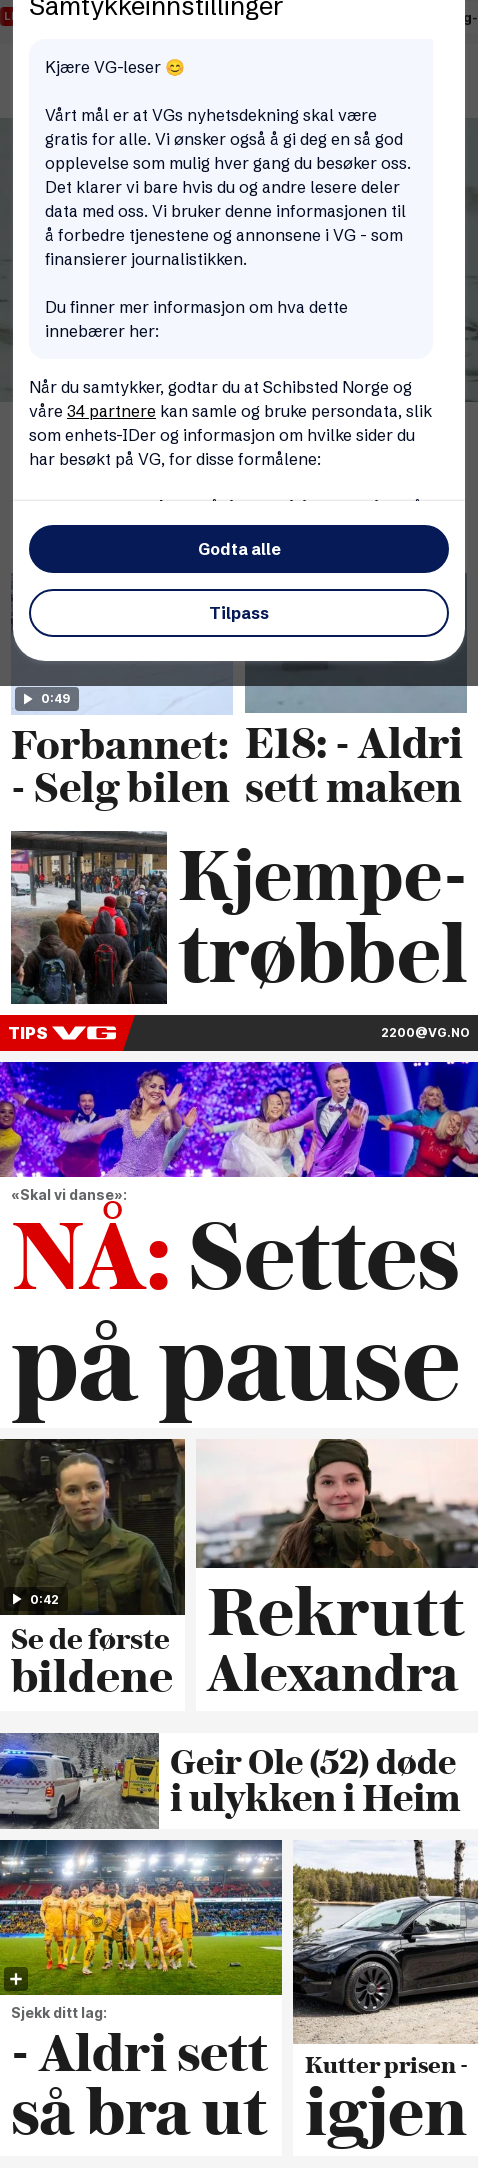 Samtykkeinnstillinger
Kjære VG-leser 😊
Vårt mål er at VGs nyhetsdekning skal være
gratis for alle. Vi ønsker også å gi deg en så god
opplevelse som mulig hver gang du besøker oss.
Det klarer vi bare hvis du og andre lesere deler
data med oss. Vi bruker denne informasjonen til
å forbedre tjenestene og annonsene i VG - som
finansierer journalistikken.
Du finner mer informasjon om hva dette
innebærer her:
Når du samtykker, godtar du at Schibsted Norge og
våre 34 partnere kan samle og bruke persondata, slik
som enhets-IDer og informasjon om hvilke sider du
har besøkt på VG, for disse formålene:
Godta alle
Tilpass
0:49
Forbannet:
- Selg bilen
E18: - Aldri
sett maken
Kjempe-
trøbbel
TIPS VG
2200@VG.NO
«Skal vi danse»:
NÅ: Settes
på pause
0:42
Se de første
bildene
Rekrutt
Alexandra
Geir Ole (52) døde
i ulykken i Heim
Sjekk ditt lag:
- Aldri sett
så bra ut
Kutter prisen -
igjen